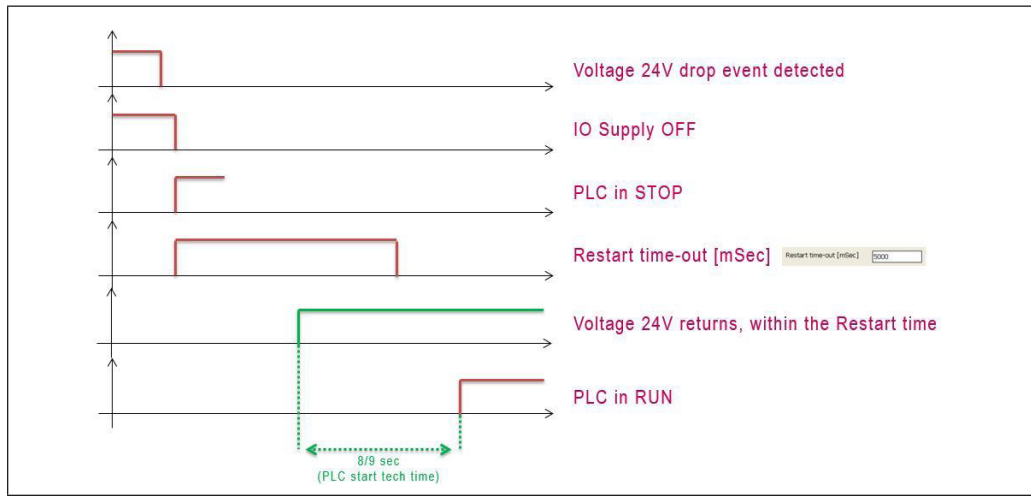 Voltage 24V drop event detected
IO Supply OFF
PLC in STOP
Restart time-out [mSec] Restart time-out [mSec] 5000
Voltage 24V returns, within the Restart time
PLC in RUN
8/9 sec
(PLC start tech time)